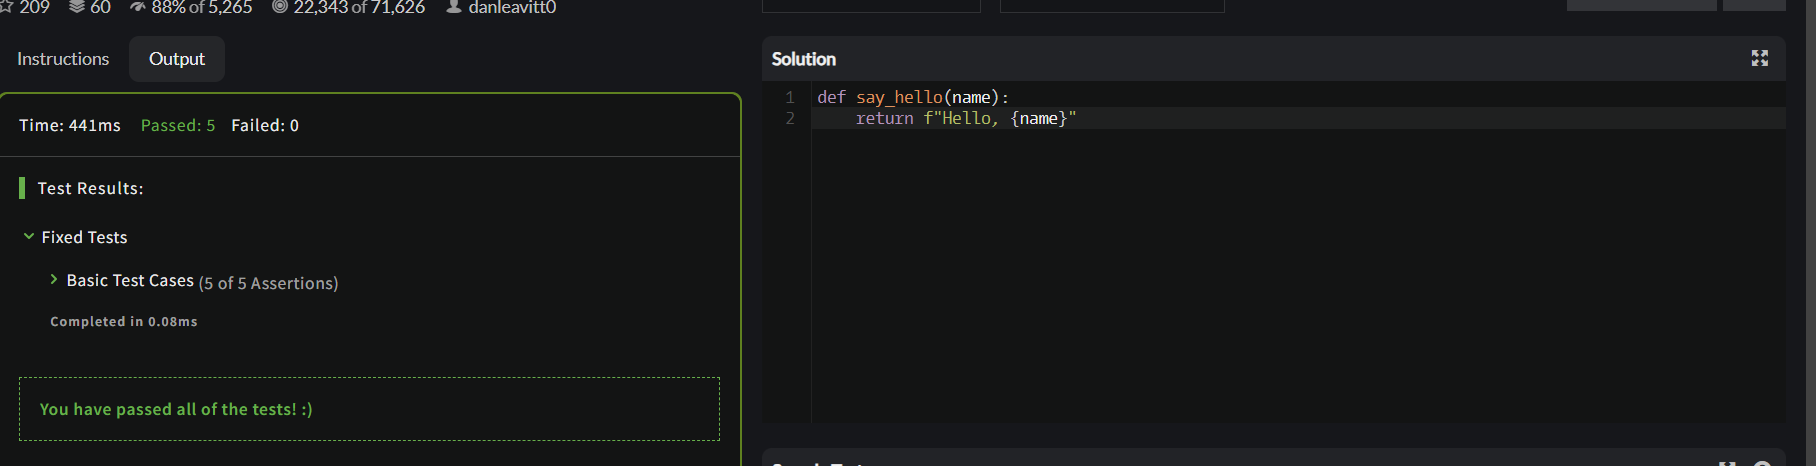 209 60 88% of 5,265 22,343 of 71,626 danleavitt0
Instructions Output
Time: 441ms Passed: 5 Failed: 0
Test Results:
Fixed Tests
Basic Test Cases (5 of 5 Assertions)
Completed in 0.08ms
You have passed all of the tests! :)
Solution
1 def say_hello(name):
2     return f"Hello, {name}"